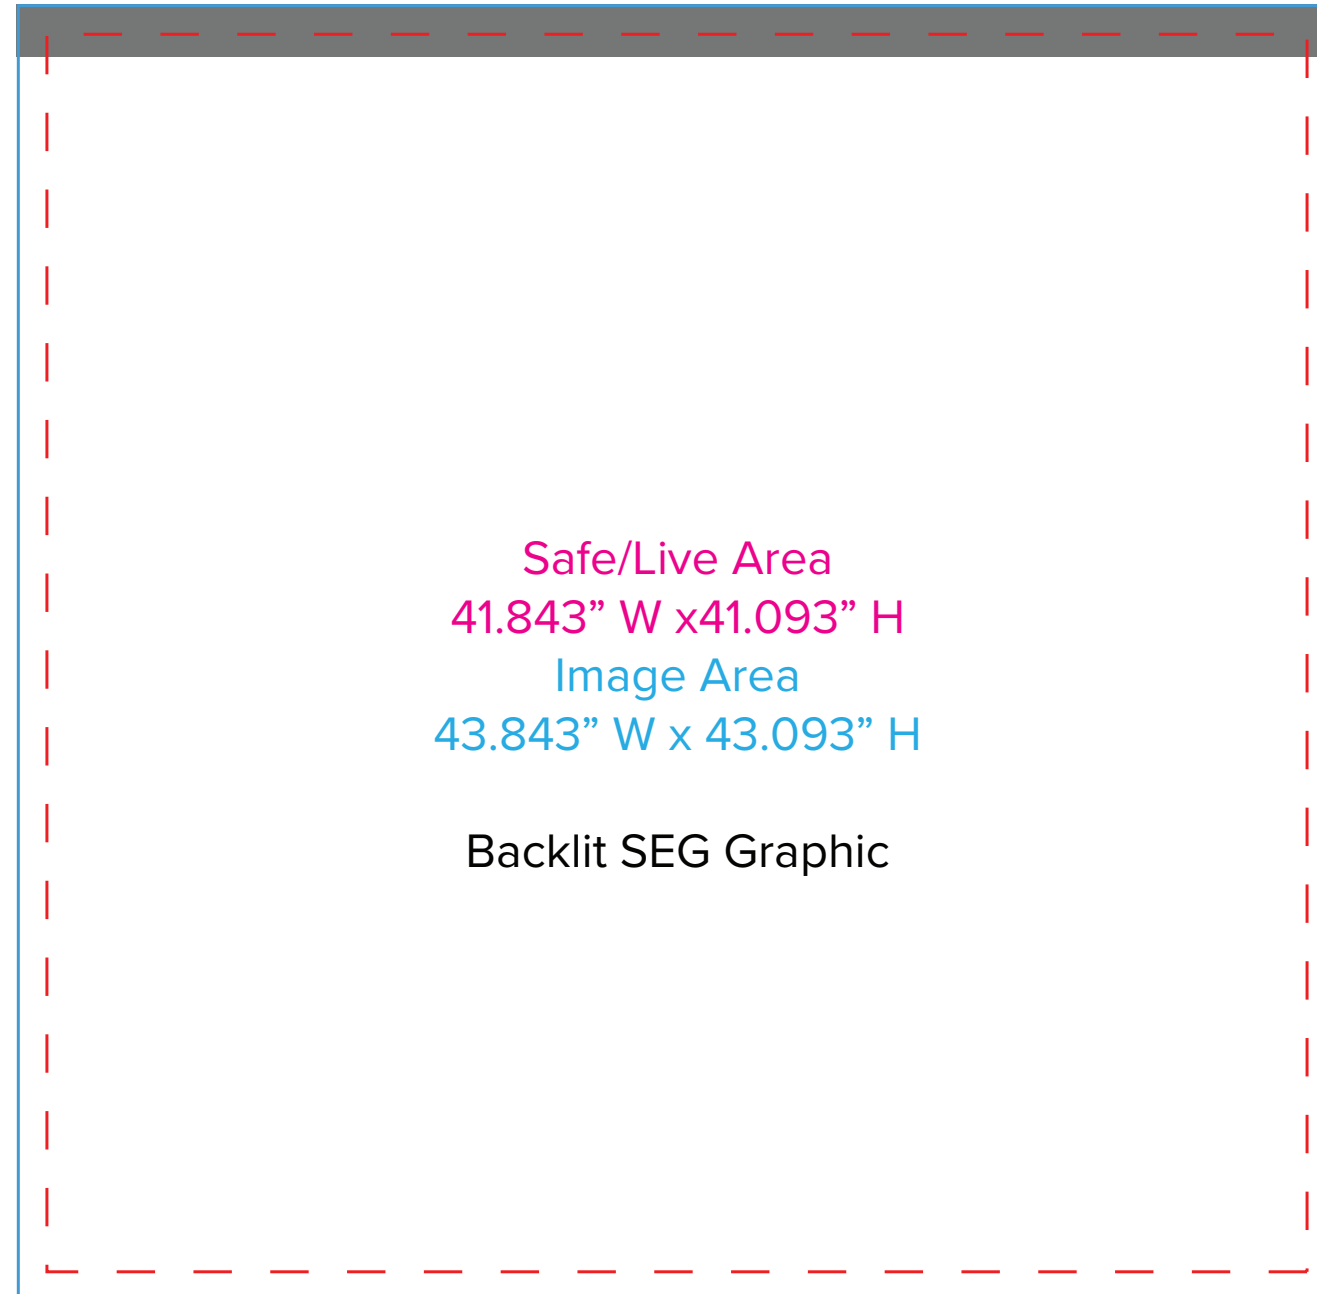 Safe/Live Area
41.843” W x41.093” H
Image Area
43.843” W x 43.093” H
Backlit SEG Graphic